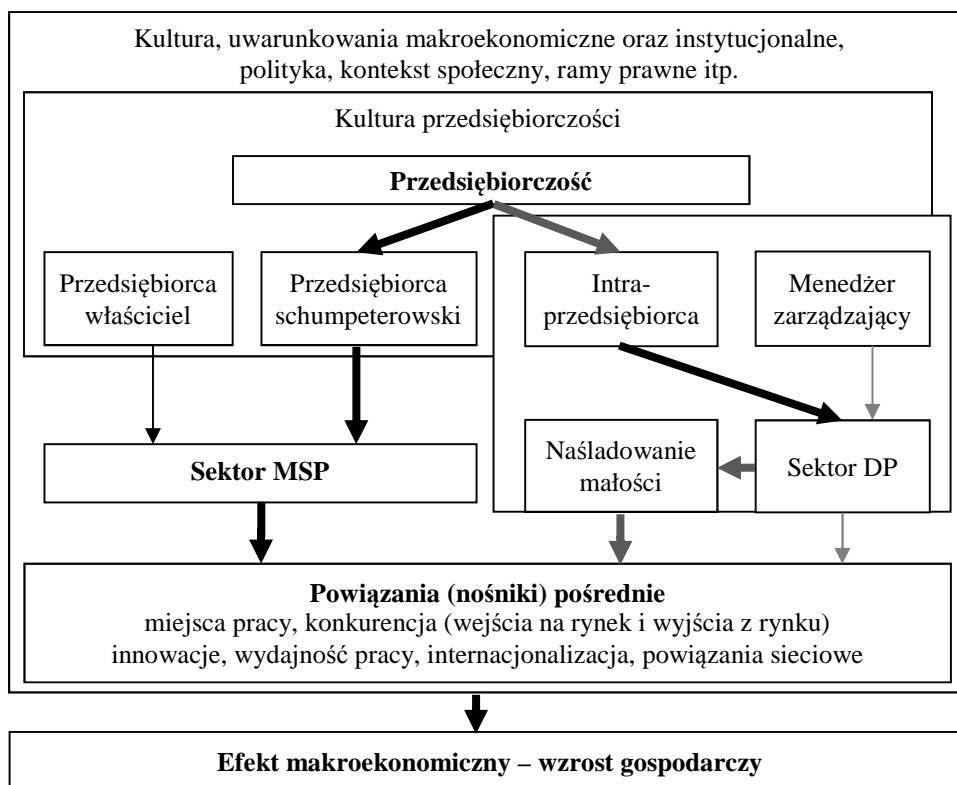 Kultura, uwarunkowania makroekonomiczne oraz instytucjonalne,
polityka, kontekst społeczny, ramy prawne itp.
Kultura przedsiębiorczości
Przedsiębiorczość
Przedsiębiorca
właściciel
Przedsiębiorca
schumpeterowski
Intra-
przedsiębiorca
Menedżer
zarządzający
Sektor MSP
Naśladowanie
małości
Sektor DP
Powiązania (nośniki) pośrednie
miejsca pracy, konkurencja (wejścia na rynek i wyjścia z rynku)
innowacje, wydajność pracy, internacjonalizacja, powiązania sieciowe
Efekt makroekonomiczny – wzrost gospodarczy